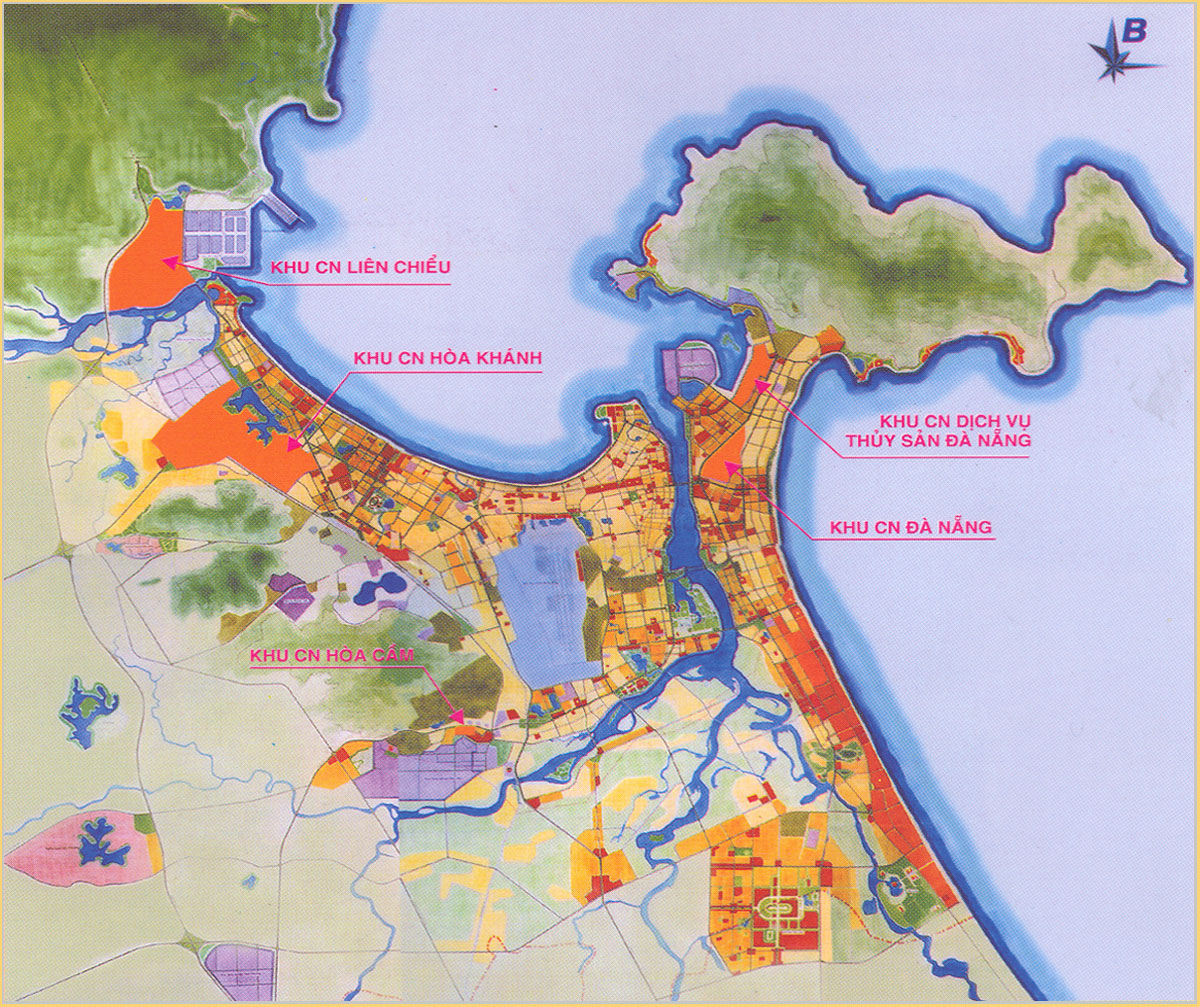 B
KHU CN LIÊN CHIỂU
KHU CN HÒA KHÁNH
KHU CN DỊCH VỤ
THỦY SẢN ĐÀ NẴNG
KHU CN ĐÀ NẴNG
KHU CN HÒA CẦM